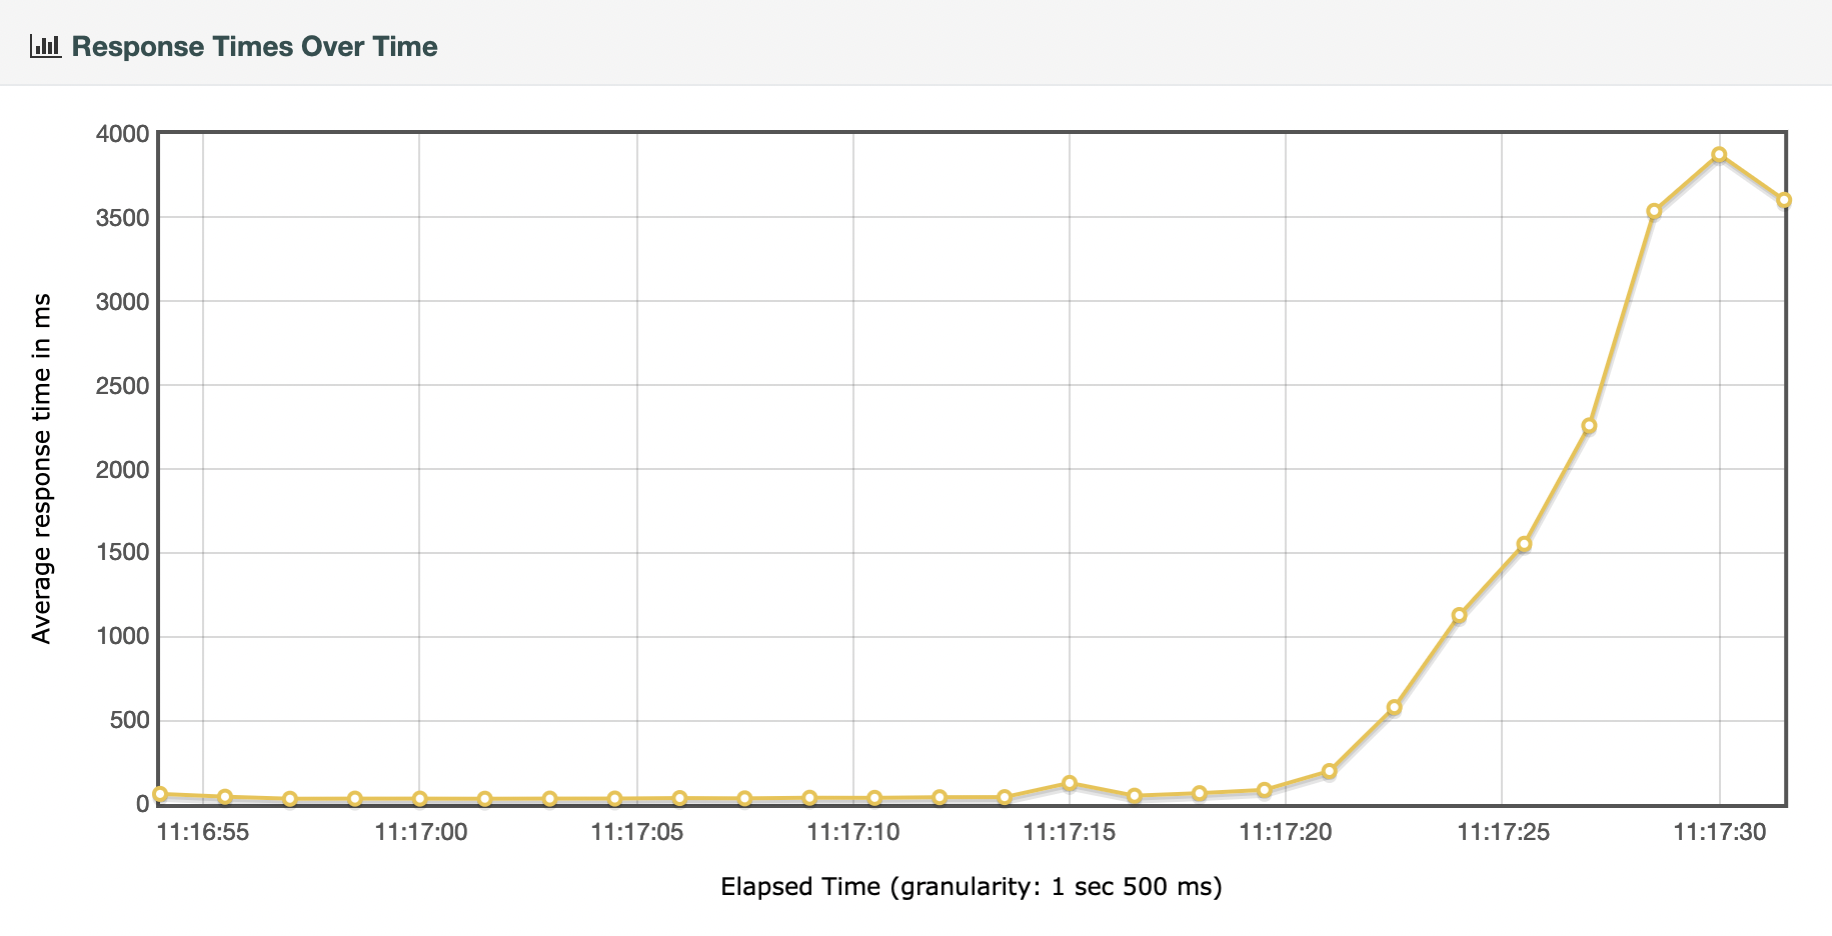 Response Times Over Time
4000
3500
3000
2500
2000
1500
1000
500
0
Average response time in ms
11:16:55 11:17:00 11:17:05 11:17:10 11:17:15 11:17:20 11:17:25 11:17:30
Elapsed Time (granularity: 1 sec 500 ms)